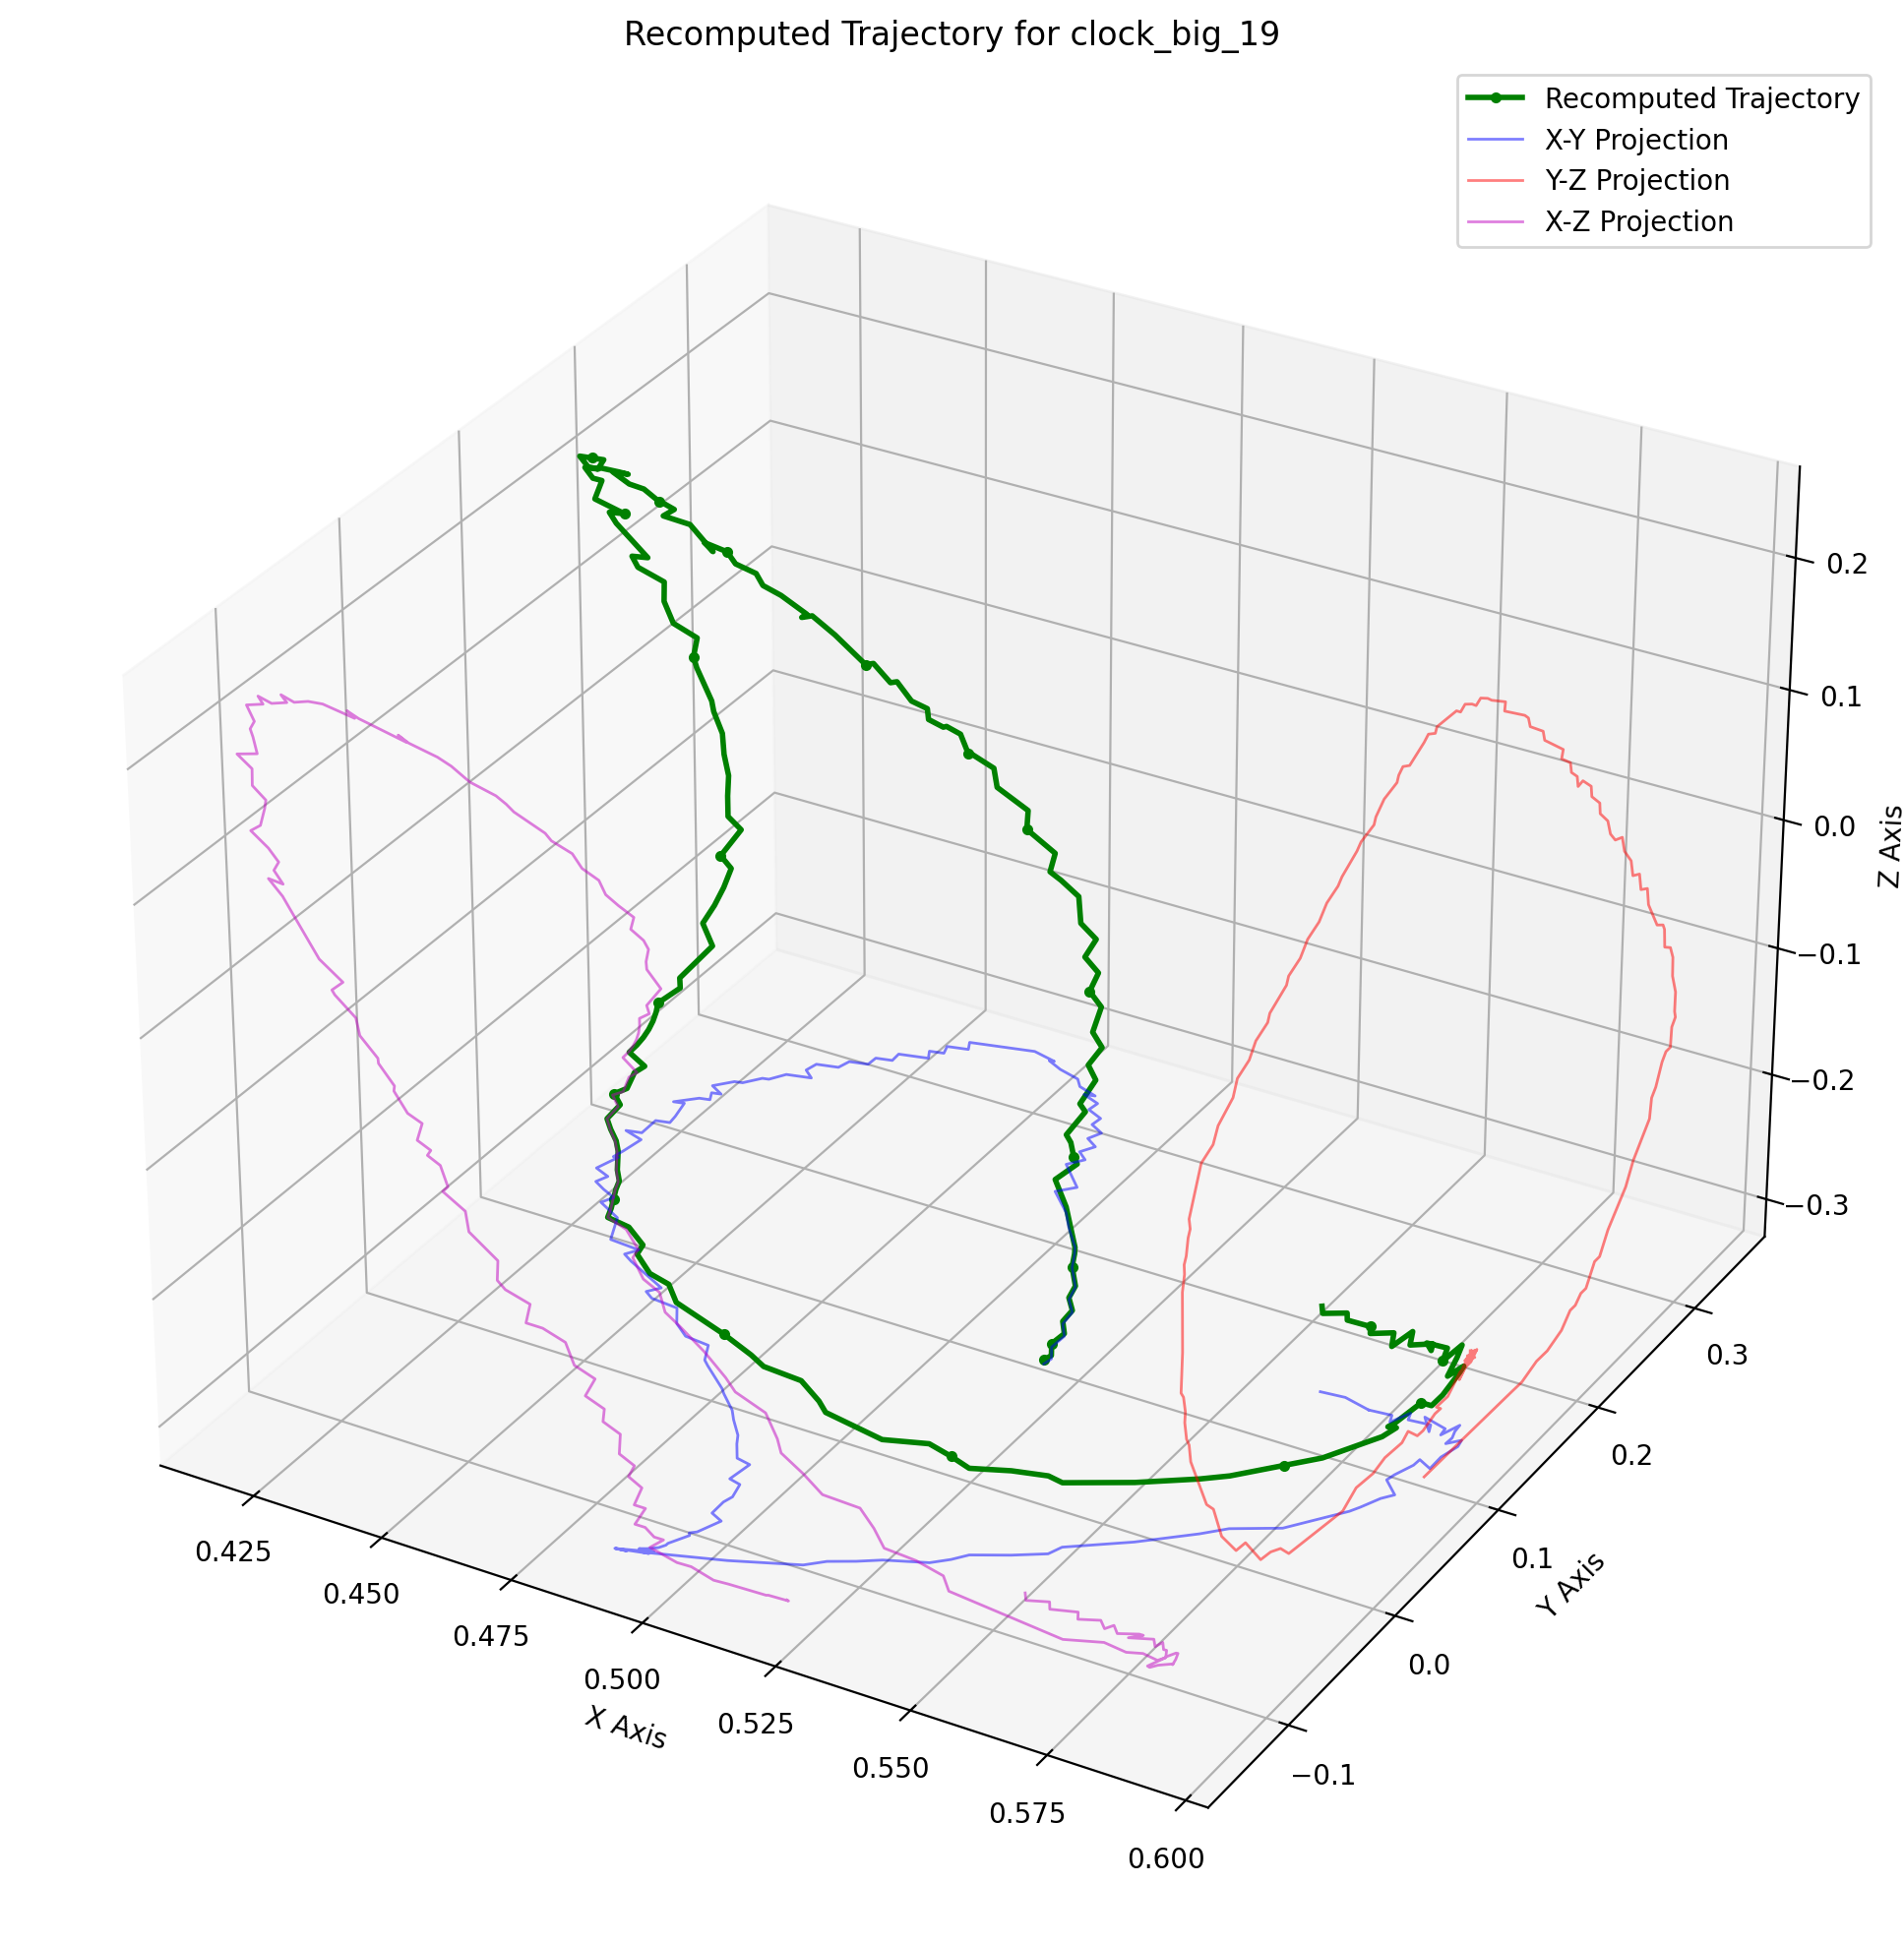 Recomputed Trajectory for clock_big_19
Recomputed Trajectory
X-Y Projection
Y-Z Projection
X-Z Projection
0.2
0.1
0.0
−0.1
−0.2
−0.3
Z Axis
0.3
0.2
0.1
0.0
−0.1
Y Axis
0.425
0.450
0.475
0.500
0.525
0.550
0.575
0.600
X Axis